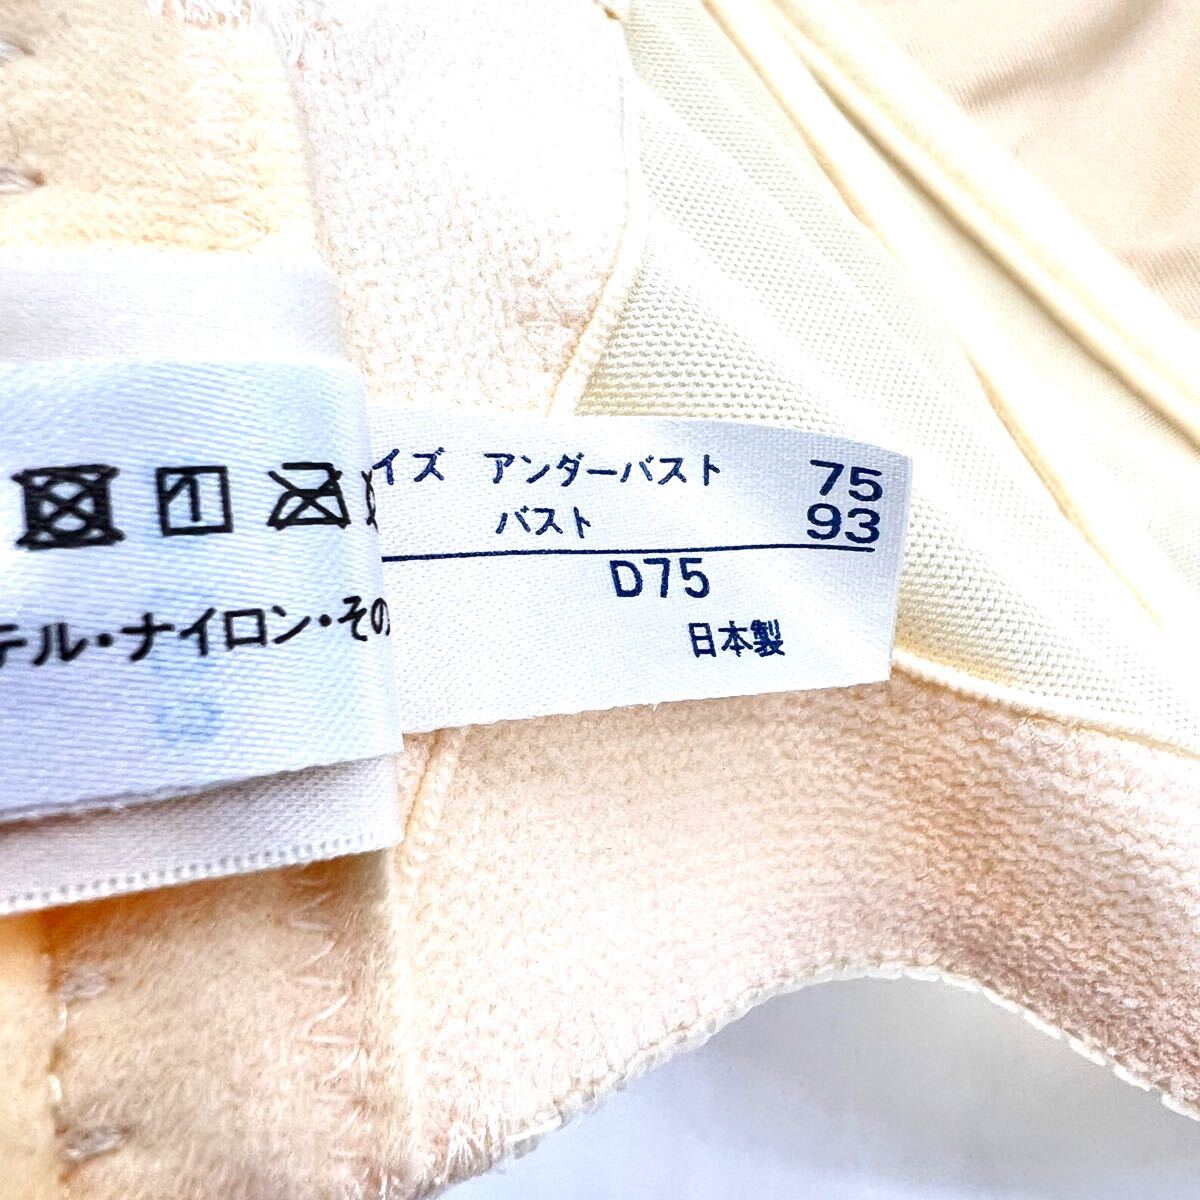 イズ アンダーバスト 75
バスト 93
D75
日本製
テル・ナイロン・その